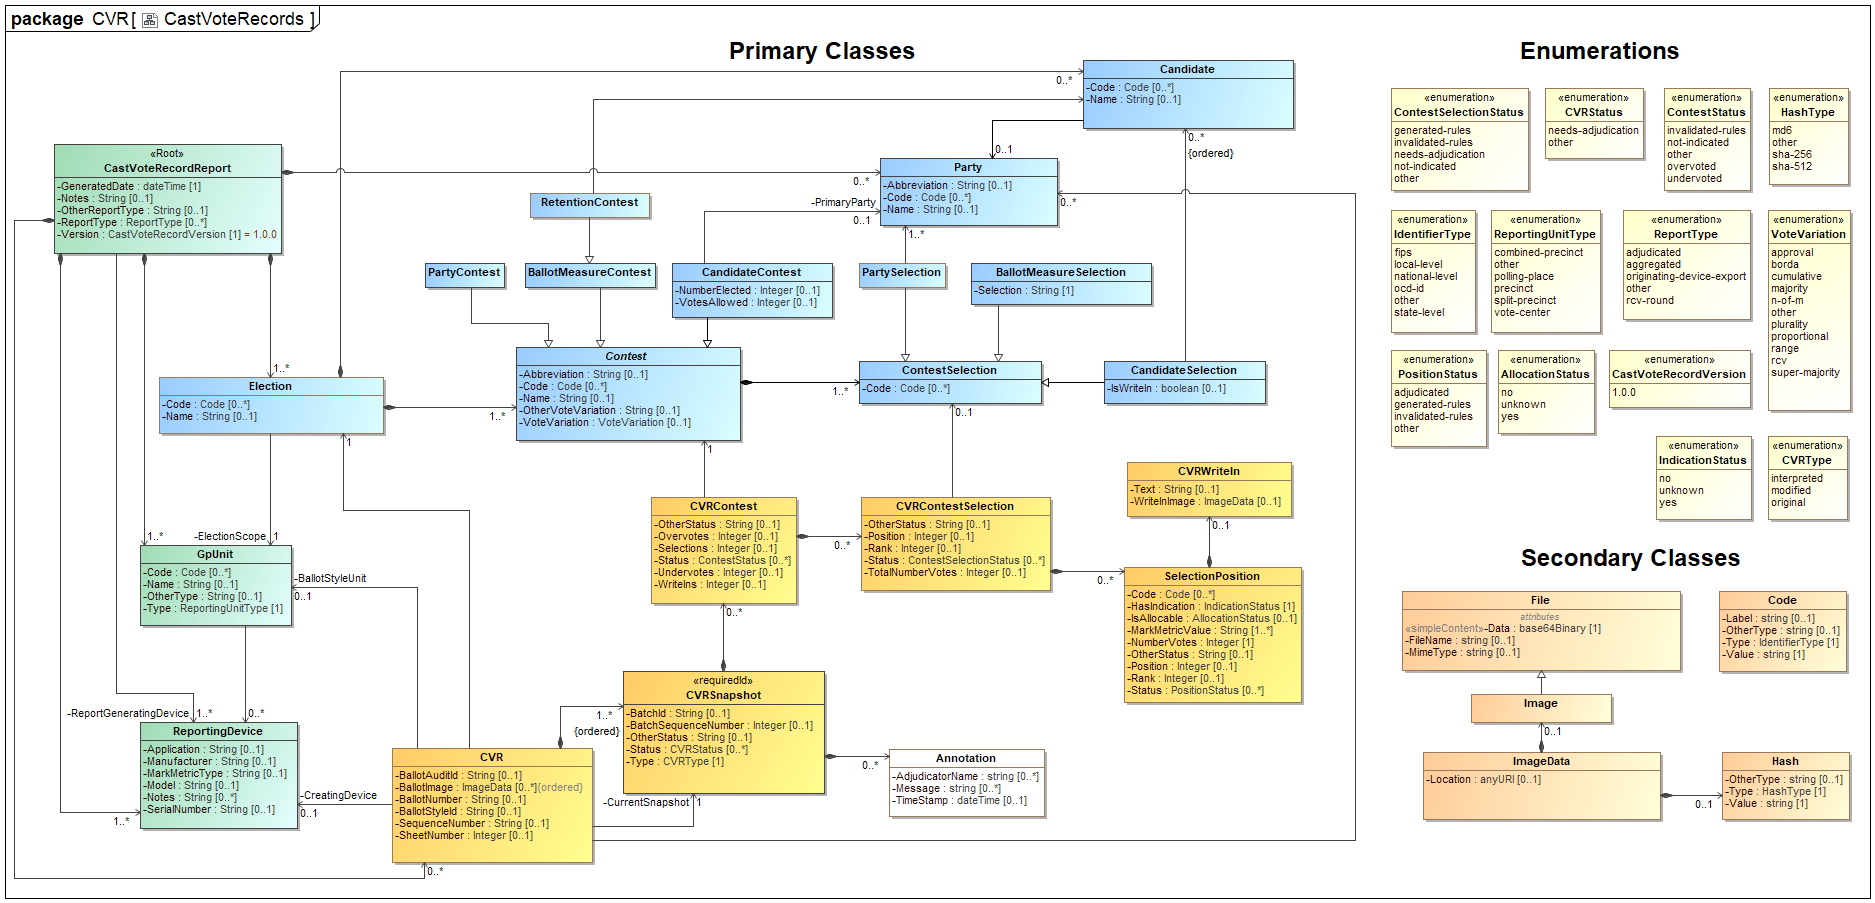 package CVR[ CastVoteRecords ]
Primary Classes
Candidate
-Code : Code [0..*]
-Name : String [0..1]
0..*
0..1
0..*
{ordered}
«Root»
CastVoteRecordReport
-GeneratedDate : dateTime [1]
-Notes : String [0..1]
-OtherReportType : String [0..1]
-ReportType : ReportType [0..*]
-Version : CastVoteRecordVersion [1] = 1.0.0
Party
-Abbreviation : String [0..1]
-Code : Code [0..*]
-Name : String [0..1]
0..*
-PrimaryParty
0..1
0..*
1..*
RetentionContest
PartyContest
BallotMeasureContest
CandidateContest
-NumberElected : Integer [0..1]
-VotesAllowed : Integer [0..1]
PartySelection
BallotMeasureSelection
-Selection : String [1]
1..*
Election
-Code : Code [0..*]
-Name : String [0..1]
1..*
Contest
-Abbreviation : String [0..1]
-Code : Code [0..*]
-Name : String [0..1]
-OtherVoteVariation : String [0..1]
-VoteVariation : VoteVariation [0..1]
1..*
ContestSelection
-Code : Code [0..*]
CandidateSelection
-IsWriteIn : boolean [0..1]
0..1
1
1
CVRWriteIn
-Text : String [0..1]
-WriteInImage : ImageData [0..1]
0..1
CVRContest
-OtherStatus : String [0..1]
-Overvotes : Integer [0..1]
-Selections : Integer [0..1]
-Status : ContestStatus [0..*]
-Undervotes : Integer [0..1]
-WriteIns : Integer [0..1]
0..*
0..*
CVRContestSelection
-OtherStatus : String [0..1]
-Position : Integer [0..1]
-Rank : Integer [0..1]
-Status : ContestSelectionStatus [0..*]
-TotalNumberVotes : Integer [0..1]
0..*
SelectionPosition
-Code : Code [0..*]
-HasIndication : IndicationStatus [1]
-IsAllocable : AllocationStatus [0..1]
-MarkMetricValue : String [1..*]
-NumberVotes : Integer [1]
-OtherStatus : String [0..1]
-Position : Integer [0..1]
-Rank : Integer [0..1]
-Status : PositionStatus [0..*]
1..*
-ElectionScope
1
GpUnit
-Code : Code [0..*]
-Name : String [0..1]
-OtherType : String [0..1]
-Type : ReportingUnitType [1]
-BallotStyleUnit
0..1
-ReportGeneratingDevice
1..*
0..*
ReportingDevice
-Application : String [0..1]
-Manufacturer : String [0..1]
-MarkMetricType : String [0..1]
-Model : String [0..1]
-Notes : String [0..*]
-SerialNumber : String [0..1]
1..*
-CreatingDevice
0..1
CVR
-BallotAuditId : String [0..1]
-BallotImage : ImageData [0..*]{ordered}
-BallotNumber : String [0..1]
-BallotStyleId : String [0..1]
-SequenceNumber : String [0..1]
-SheetNumber : Integer [0..1]
0..*
1..*
{ordered}
-CurrentSnapshot
1
«requiredId»
CVRSnapshot
-BatchId : String [0..1]
-BatchSequenceNumber : Integer [0..1]
-OtherStatus : String [0..1]
-Status : CVRStatus [0..*]
-Type : CVRType [1]
0..*
Annotation
-AdjudicatorName : string [0..*]
-Message : string [0..*]
-TimeStamp : dateTime [0..1]
Enumerations
«enumeration»
ContestSelectionStatus
generated-rules
invalidated-rules
needs-adjudication
not-indicated
other
«enumeration»
CVRStatus
needs-adjudication
other
«enumeration»
ContestStatus
invalidated-rules
not-indicated
other
overvoted
undervoted
«enumeration»
HashType
md6
other
sha-256
sha-512
«enumeration»
IdentifierType
fips
local-level
national-level
ocd-id
other
state-level
«enumeration»
ReportingUnitType
combined-precinct
other
polling-place
precinct
split-precinct
vote-center
«enumeration»
ReportType
adjudicated
aggregated
originating-device-export
other
rcv-round
«enumeration»
VoteVariation
approval
borda
cumulative
majority
n-of-m
other
plurality
proportional
range
rcv
super-majority
«enumeration»
PositionStatus
adjudicated
generated-rules
invalidated-rules
other
«enumeration»
AllocationStatus
no
unknown
yes
«enumeration»
CastVoteRecordVersion
1.0.0
«enumeration»
IndicationStatus
no
unknown
yes
«enumeration»
CVRType
interpreted
modified
original
Secondary Classes
File
attributes
«simpleContent»-Data : base64Binary [1]
-FileName : string [0..1]
-MimeType : string [0..1]
Code
-Label : string [0..1]
-OtherType : string [0..1]
-Type : IdentifierType [1]
-Value : string [1]
Image
0..1
ImageData
-Location : anyURI [0..1]
0..1
Hash
-OtherType : string [0..1]
-Type : HashType [1]
-Value : string [1]